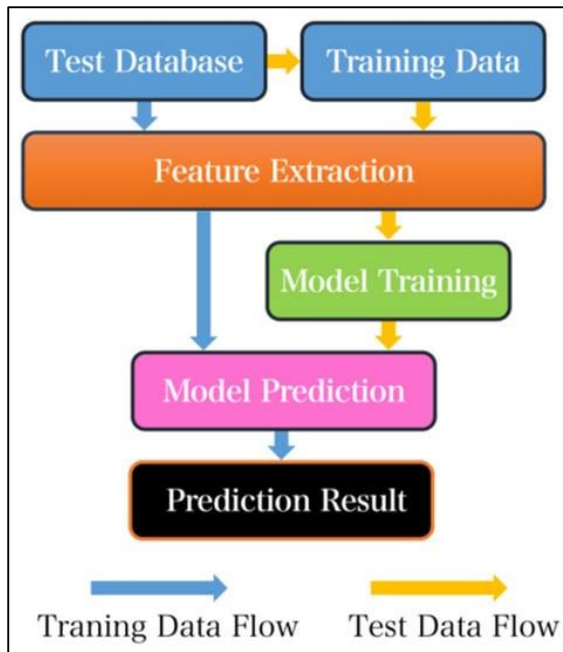 Test Database
Training Data
Feature Extraction
Model Training
Model Prediction
Prediction Result
Traning Data Flow
Test Data Flow